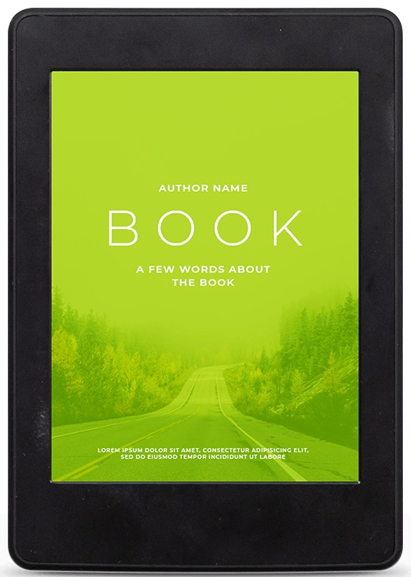 AUTHOR NAME
BOOK
A FEW WORDS ABOUT
THE BOOK
LOREM IPSUM DOLOR SIT AMET, CONSECTETUR ADIPISICING ELIT,
SED DO EIUSMOD TEMPOR INCIDIDUNT UT LABORE